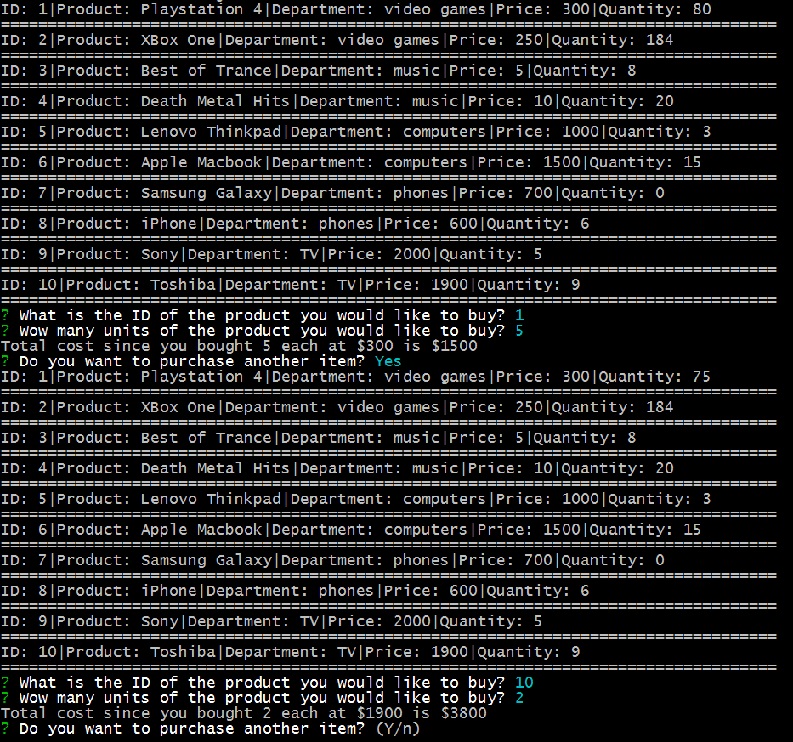 ID: 1|Product: Playstation 4|Department: video games|Price: 300|Quantity: 80
===================================================================================
ID: 2|Product: XBox One|Department: video games|Price: 250|Quantity: 184
===================================================================================
ID: 3|Product: Best of Trance|Department: music|Price: 5|Quantity: 8
===================================================================================
ID: 4|Product: Death Metal Hits|Department: music|Price: 10|Quantity: 20
===================================================================================
ID: 5|Product: Lenovo Thinkpad|Department: computers|Price: 1000|Quantity: 3
===================================================================================
ID: 6|Product: Apple Macbook|Department: computers|Price: 1500|Quantity: 15
===================================================================================
ID: 7|Product: Samsung Galaxy|Department: phones|Price: 700|Quantity: 0
===================================================================================
ID: 8|Product: iPhone|Department: phones|Price: 600|Quantity: 6
===================================================================================
ID: 9|Product: Sony|Department: TV|Price: 2000|Quantity: 5
===================================================================================
ID: 10|Product: Toshiba|Department: TV|Price: 1900|Quantity: 9
===================================================================================
? What is the ID of the product you would like to buy? 1
? Wow many units of the product you would like to buy? 5
Total cost since you bought 5 each at $300 is $1500
? Do you want to purchase another item? Yes
ID: 1|Product: Playstation 4|Department: video games|Price: 300|Quantity: 75
===================================================================================
ID: 2|Product: XBox One|Department: video games|Price: 250|Quantity: 184
===================================================================================
ID: 3|Product: Best of Trance|Department: music|Price: 5|Quantity: 8
===================================================================================
ID: 4|Product: Death Metal Hits|Department: music|Price: 10|Quantity: 20
===================================================================================
ID: 5|Product: Lenovo Thinkpad|Department: computers|Price: 1000|Quantity: 3
===================================================================================
ID: 6|Product: Apple Macbook|Department: computers|Price: 1500|Quantity: 15
===================================================================================
ID: 7|Product: Samsung Galaxy|Department: phones|Price: 700|Quantity: 0
===================================================================================
ID: 8|Product: iPhone|Department: phones|Price: 600|Quantity: 6
===================================================================================
ID: 9|Product: Sony|Department: TV|Price: 2000|Quantity: 5
===================================================================================
ID: 10|Product: Toshiba|Department: TV|Price: 1900|Quantity: 9
===================================================================================
? What is the ID of the product you would like to buy? 10
? Wow many units of the product you would like to buy? 2
Total cost since you bought 2 each at $1900 is $3800
? Do you want to purchase another item? (Y/n)